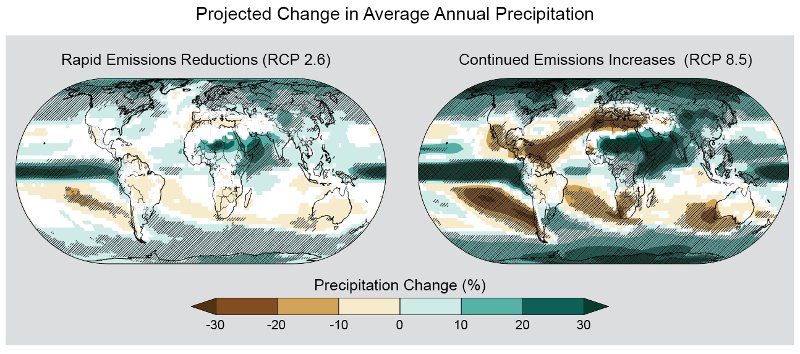 Projected Change in Average Annual Precipitation
Rapid Emissions Reductions (RCP 2.6)
Continued Emissions Increases (RCP 8.5)
Precipitation Change (%)
-30 -20 -10 0 10 20 30